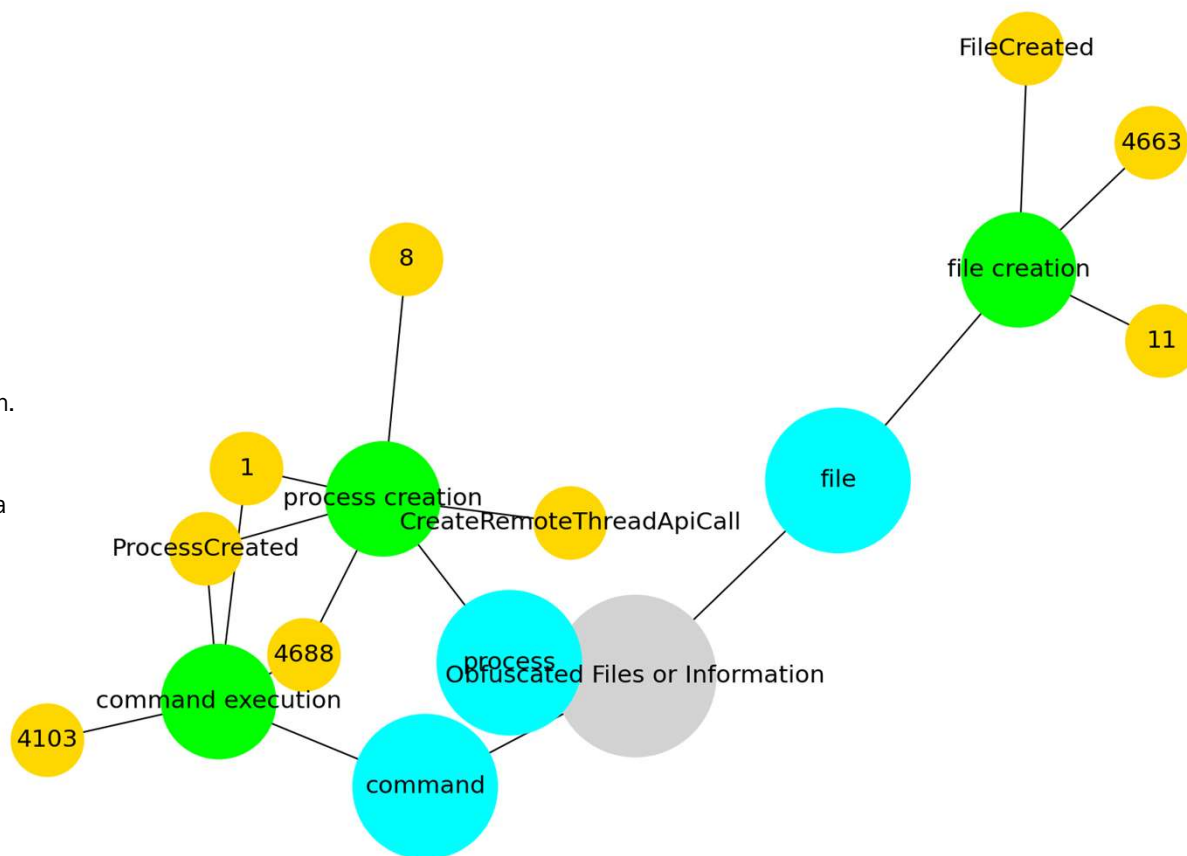 FileCreated
4663
8
file creation
11
n.
file
1
process creation
a
CreateRemoteThreadApiCall
ProcessCreated
4688
process
Obfuscated Files or Information
command execution
4103
command